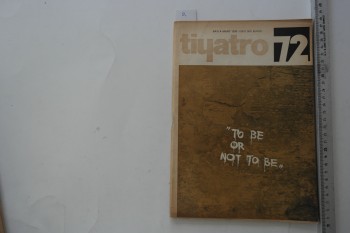 tiyatro 72
"TO BE
OR
NOT TO BE"